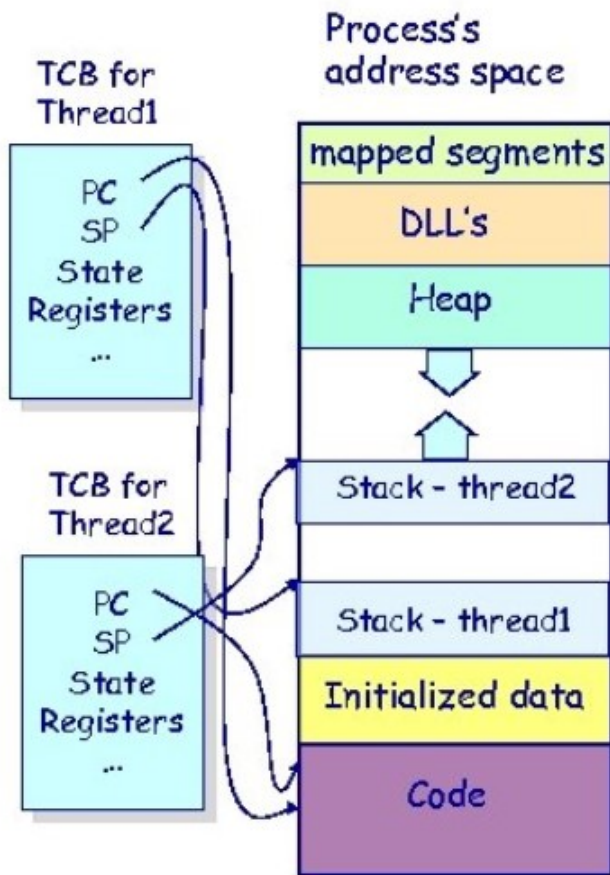 Process's
address space
TCB for
Thread1
PC
SP
State
Registers
...
mapped segments
DLL's
Heap
Stack - thread2
Stack - thread1
Initialized data
Code
TCB for
Thread2
PC
SP
State
Registers
...